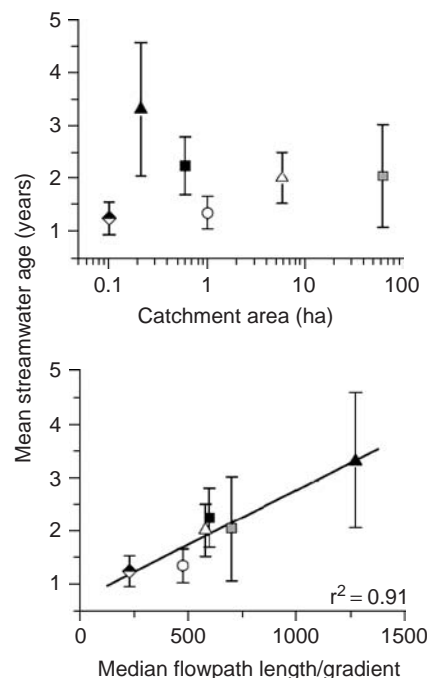 5
4
3
2
1
0.1 1 10 100
Catchment area (ha)
Mean streamwater age (years)
5
4
3
2
1
r² = 0.91
0 500 1000 1500
Median flowpath length/gradient